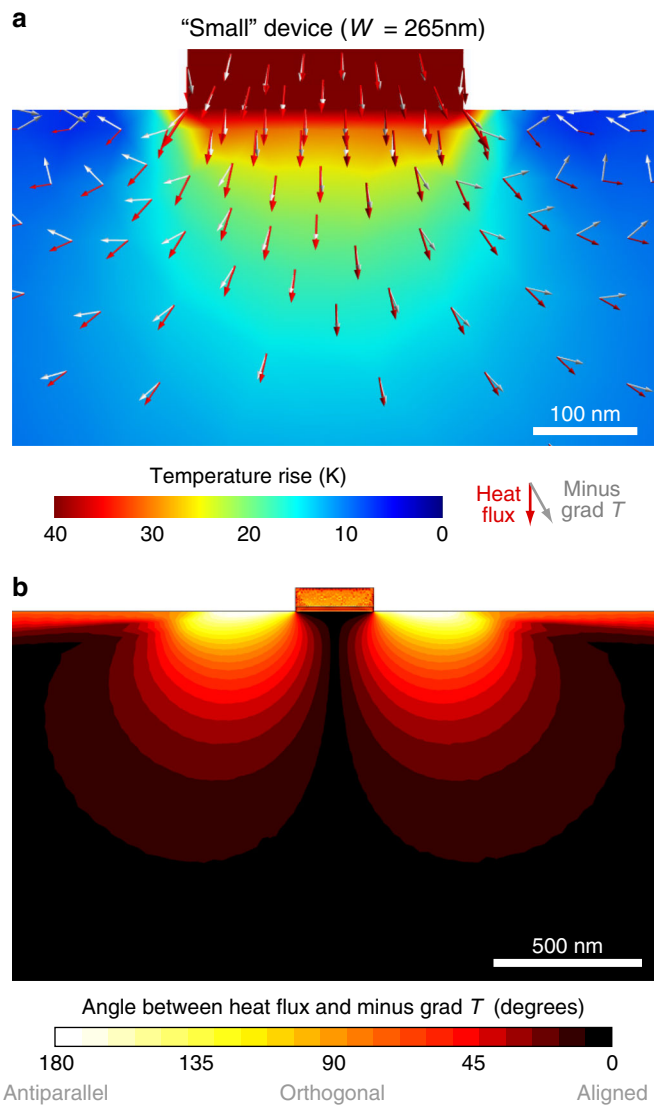 a
“Small” device (W = 265nm)
100 nm
Temperature rise (K)
40 30 20 10 0
Heat flux
Minus grad T
b
500 nm
Angle between heat flux and minus grad T (degrees)
180 135 90 45 0
Antiparallel Orthogonal Aligned